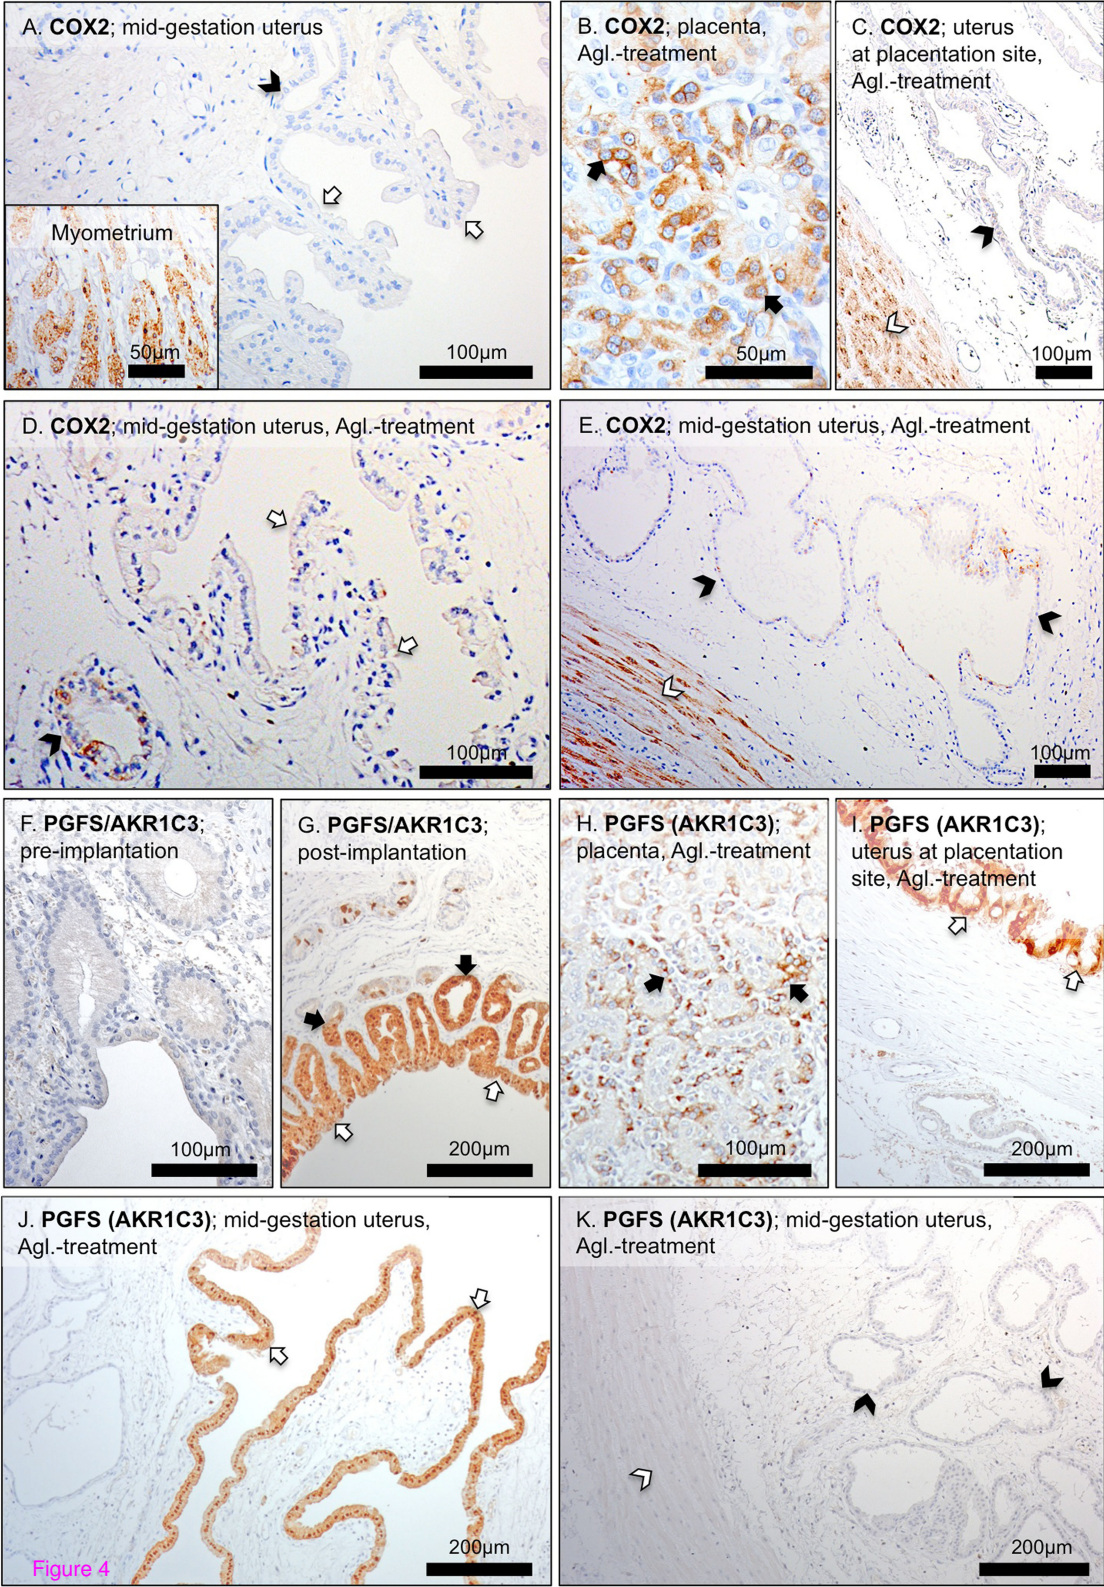 A. COX2; mid-gestation uterus
Myometrium
50µm
100µm
B. COX2; placenta,
Agl.-treatment
50µm
C. COX2; uterus
at placentation site,
Agl.-treatment
100µm
D. COX2; mid-gestation uterus, Agl.-treatment
100µm
E. COX2; mid-gestation uterus, Agl.-treatment
100µm
F. PGFS/AKR1C3;
pre-implantation
100µm
G. PGFS/AKR1C3;
post-implantation
200µm
H. PGFS (AKR1C3);
placenta, Agl.-treatment
100µm
I. PGFS (AKR1C3);
uterus at placentation
site, Agl.-treatment
200µm
J. PGFS (AKR1C3); mid-gestation uterus,
Agl.-treatment
200µm
Figure 4
K. PGFS (AKR1C3); mid-gestation uterus,
Agl.-treatment
200µm